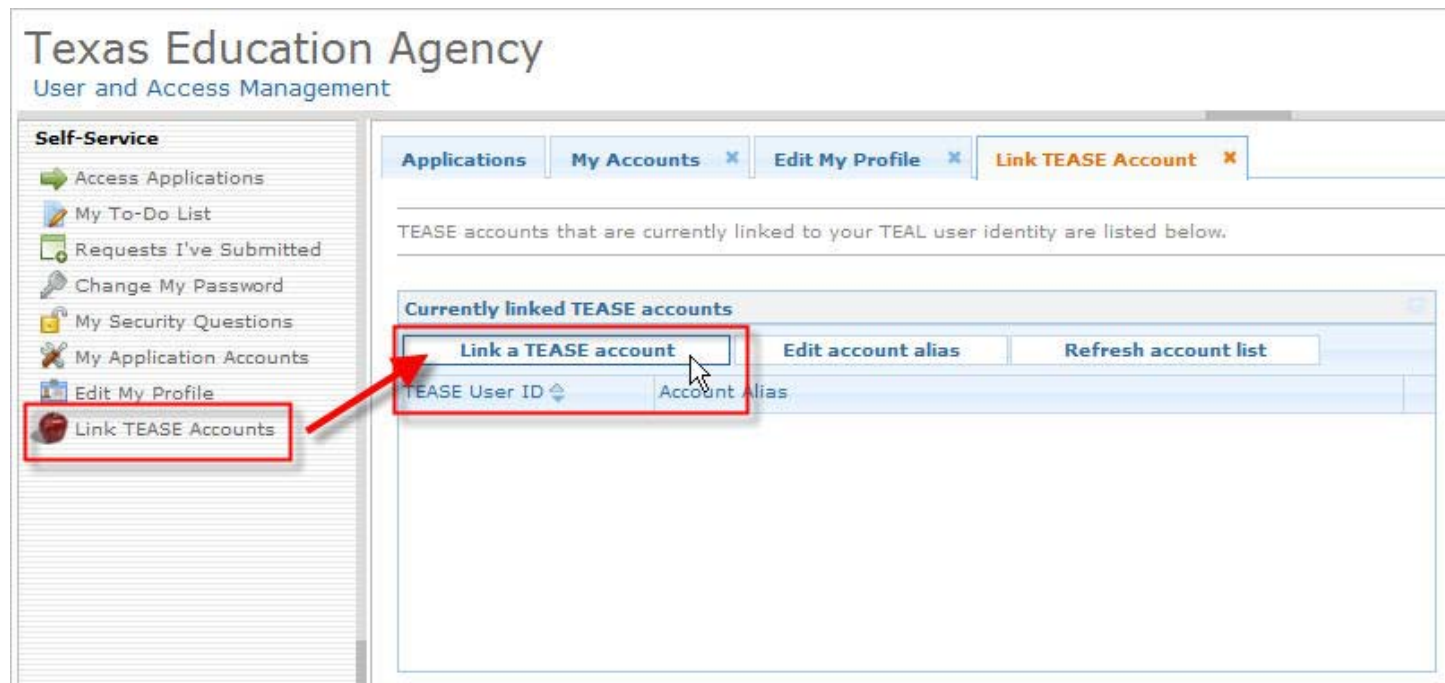 Texas Education Agency
User and Access Management
Self-Service
Access Applications
My To-Do List
Requests I've Submitted
Change My Password
My Security Questions
My Application Accounts
Edit My Profile
Link TEASE Accounts
Applications My Accounts Edit My Profile Link TEASE Account
TEASE accounts that are currently linked to your TEAL user identity are listed below.
Currently linked TEASE accounts
Link a TEASE account Edit account alias Refresh account list
TEASE User ID Account Alias